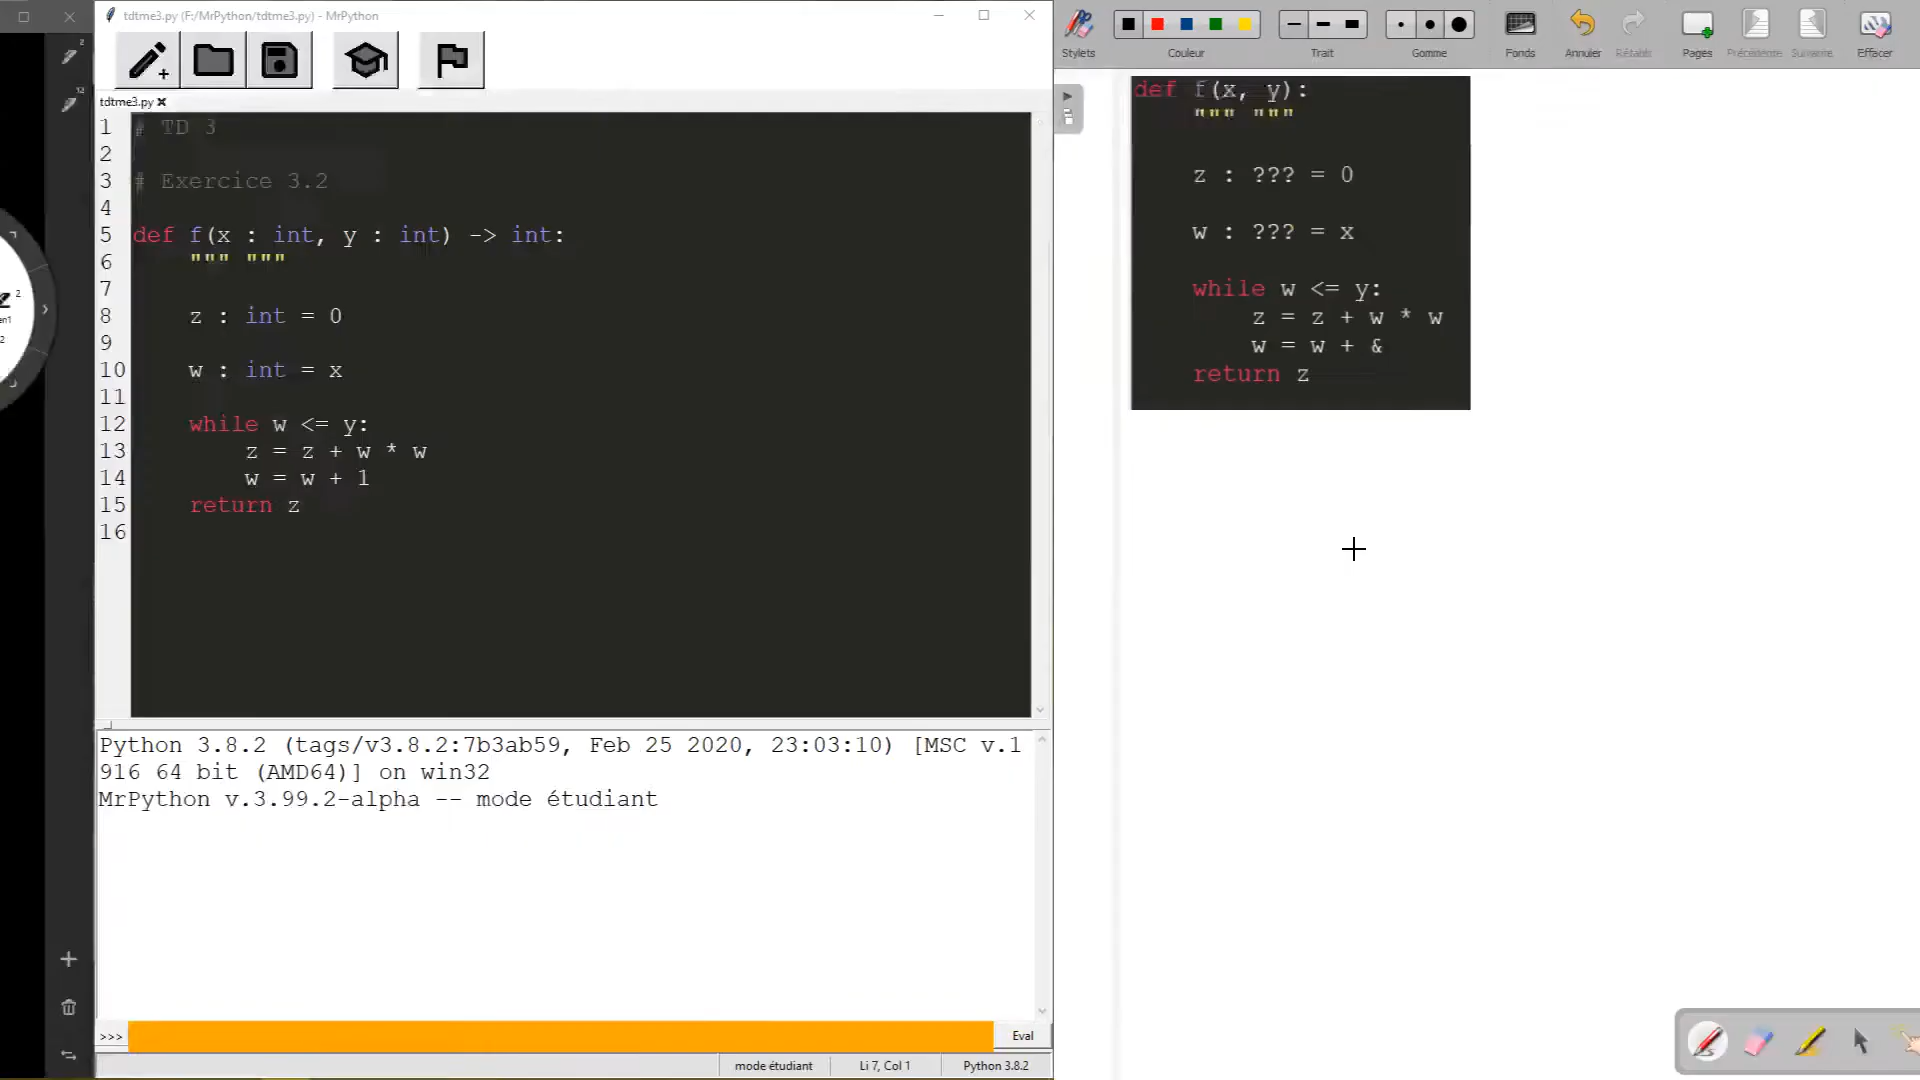 tdtme3.py (F:/MrPython/tdtme3.py) - MrPython
tdtme3.py
1 # TD 3
2
3 # Exercice 3.2
4
5 def f(x : int, y : int) -> int:
6 """ """
7
8 z : int = 0
9
10 w : int = x
11
12 while w <= y:
13 z = z + w * w
14 w = w + 1
15 return z
16
Python 3.8.2 (tags/v3.8.2:7b3ab59, Feb 25 2020, 23:03:10) [MSC v.1
916 64 bit (AMD64)] on win32
MrPython v.3.99.2-alpha -- mode étudiant
>>> Eval
mode étudiant Li 7, Col 1 Python 3.8.2
Stylets Couleur Trait Gomme Fonds Annuler Rétablir Pages Précédente Suivante Effacer
def f(x, y):
""" """
z : ??? = 0
w : ??? = x
while w <= y:
z = z + w * w
w = w + &
return z
2
12
2
2